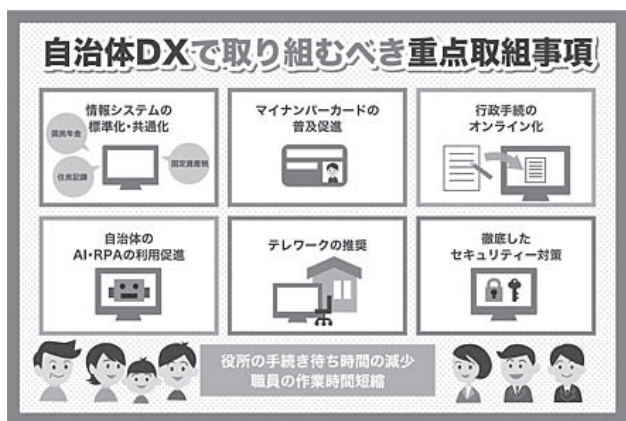 自治体DXで取り組むべき重点取組事項
情報システムの
標準化・共通化
国民年金
住民記録
固定資産税
マイナンバーカードの
普及促進
行政手続の
オンライン化
自治体の
AI・RPAの利用促進
テレワークの推奨
徹底した
セキュリティー対策
役所の手続き待ち時間の減少
職員の作業時間短縮